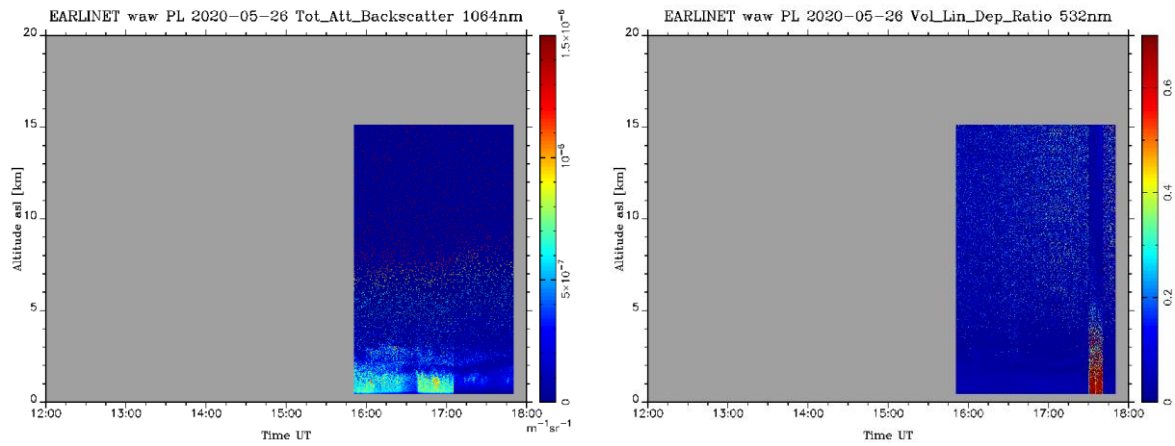 EARLINET waw PL 2020-05-26 Tot_Att_Backscatter 1064nm
20
15
10
5
0
Altitude asl [km]
12:00 13:00 14:00 15:00 16:00 17:00 18:00
Time UT
1.5×10⁻⁶
10⁻⁶
5×10⁻⁷
0
m⁻¹sr⁻¹
EARLINET waw PL 2020-05-26 Vol_Lin_Dep_Ratio 532nm
20
15
10
5
0
Altitude asl [km]
12:00 13:00 14:00 15:00 16:00 17:00 18:00
Time UT
0.6
0.4
0.2
0